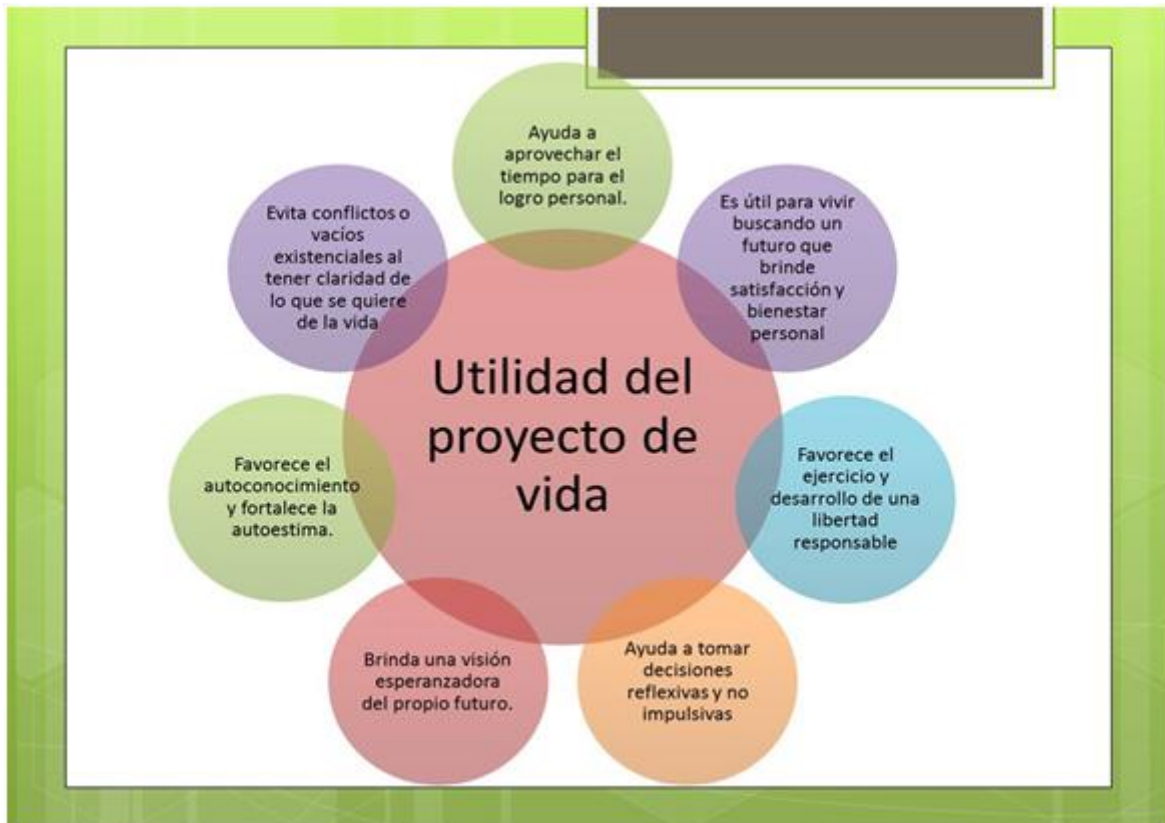 Ayuda a
aprovechar el
tiempo para el
logro personal.
Es útil para vivir
buscando un
futuro que
brinde
satisfacción y
bienestar
personal
Favorece el
ejercicio y
desarrollo de una
libertad
responsable
Ayuda a tomar
decisiones
reflexivas y no
impulsivas
Brinda una visión
esperanzadora
del propio futuro.
Favorece el
autoconocimiento
y fortalece la
autoestima.
Evita conflictos o
vacíos
existenciales al
tener claridad de
lo que se quiere
de la vida
Utilidad del
proyecto de
vida